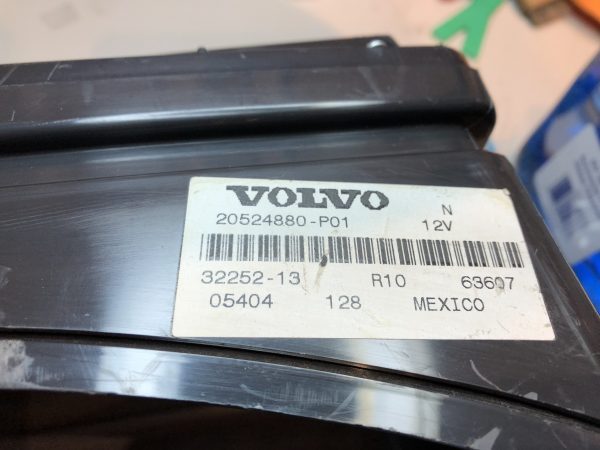 VOLVO
N
20524880-P01 12V
32252-13 R10 63607
05404 128 MEXICO